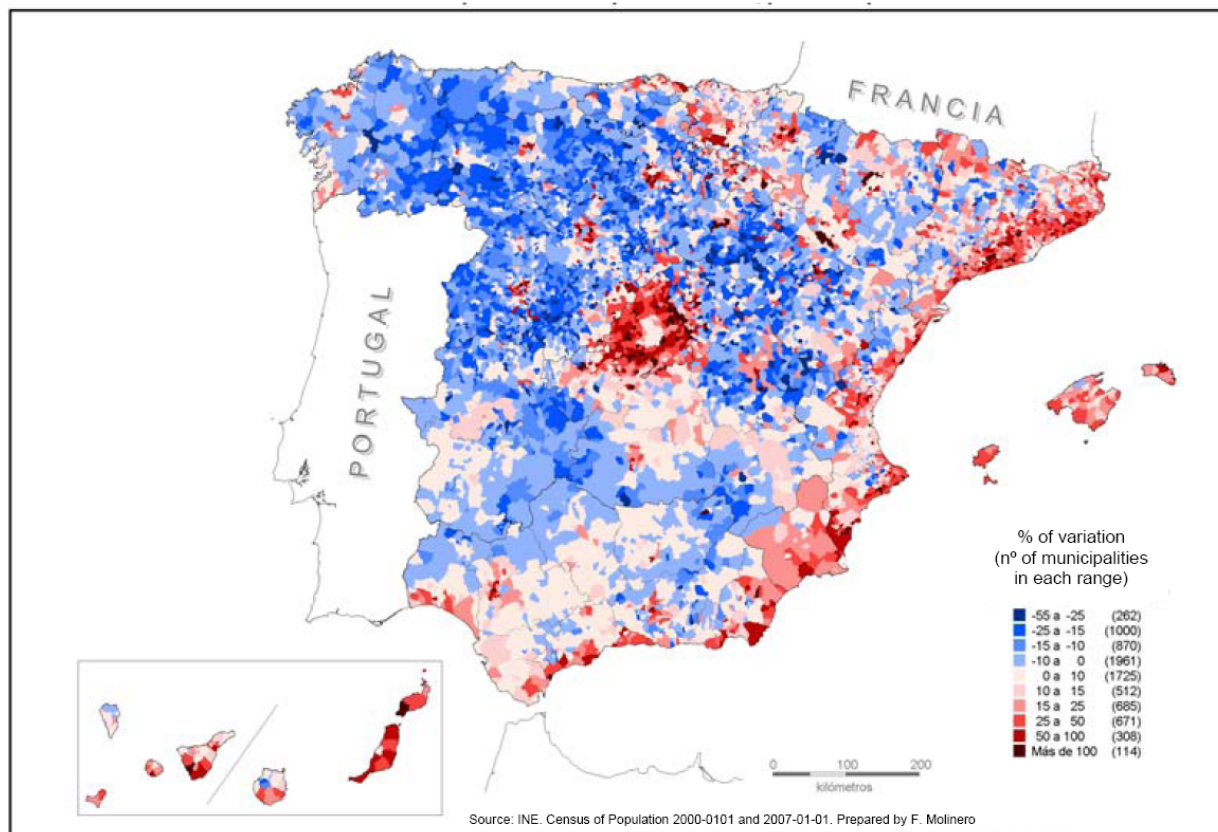 FRANCIA
PORTUGAL
% of variation
(nº of municipalities
in each range)
-55 a -25 (262)
-25 a -15 (1000)
-15 a -10 (870)
-10 a 0 (1961)
0 a 10 (1725)
10 a 15 (512)
15 a 25 (685)
25 a 50 (671)
50 a 100 (308)
Más de 100 (114)
0 100 200
kilómetros
Source: INE. Census of Population 2000-0101 and 2007-01-01. Prepared by F. Molinero